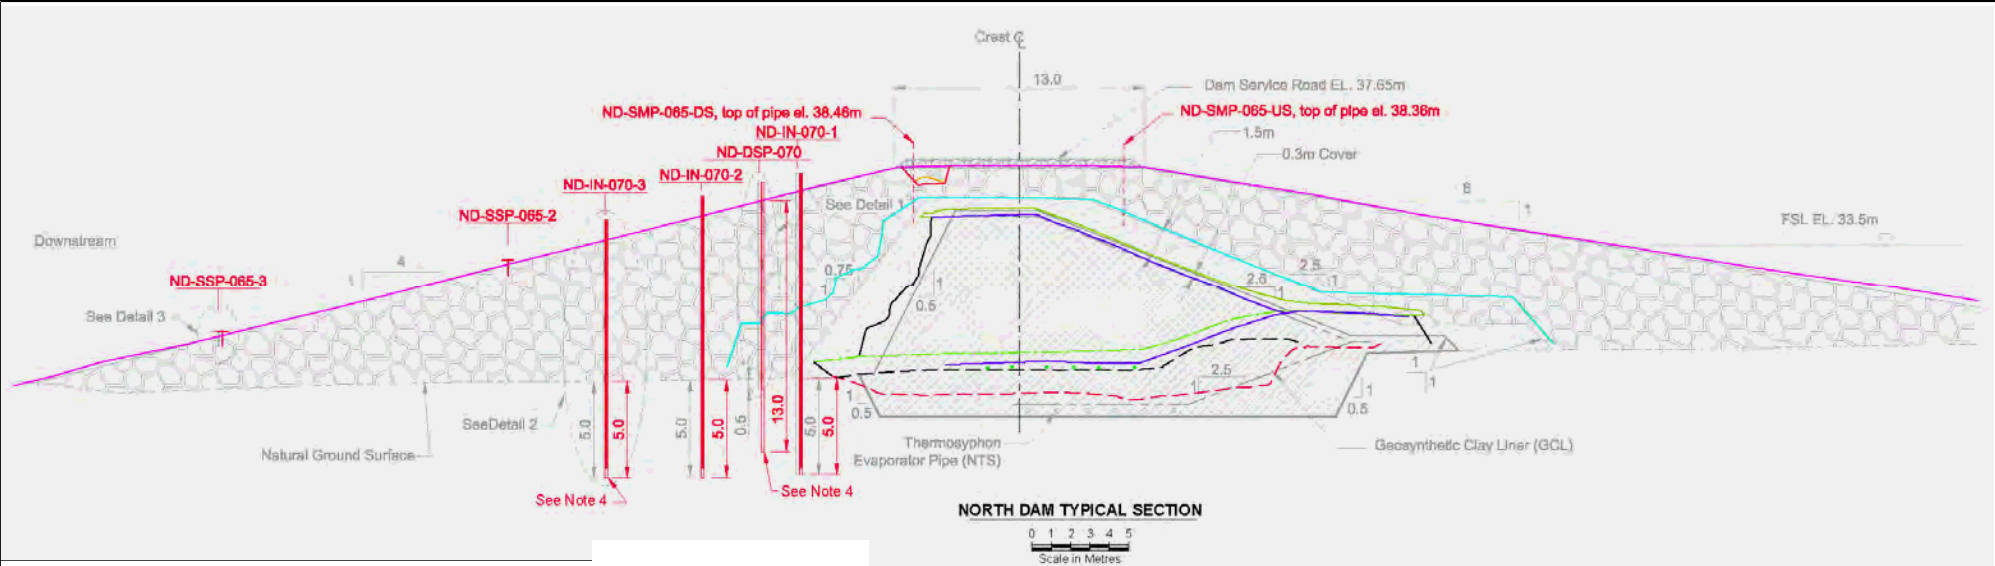 Crest ℄
13.0
Dam Service Road EL. 37.65m
ND-SMP-065-DS, top of pipe el. 38.46m
ND-SMP-065-US, top of pipe el. 38.36m
ND-IN-070-1
1.5m
ND-DSP-070
0.3m Cover
ND-IN-070-2
ND-IN-070-3
6
1
See Detail 1
ND-SSP-065-2
FSL EL. 33.5m
Downstream
4
1
0.75
1
2.5
1
2.5
1
ND-SSP-065-3
1
0.5
See Detail 3
1
1
2.5
1
1
0.5
1
0.5
5.0
5.0
5.0
5.0
0.5
13.0
5.0
5.0
SeeDetail 2
Natural Ground Surface
Thermosyphon
Evaporator Pipe (NTS)
Geosynthetic Clay Liner (GCL)
See Note 4
See Note 4
NORTH DAM TYPICAL SECTION
0 1 2 3 4 5
Scale in Metres